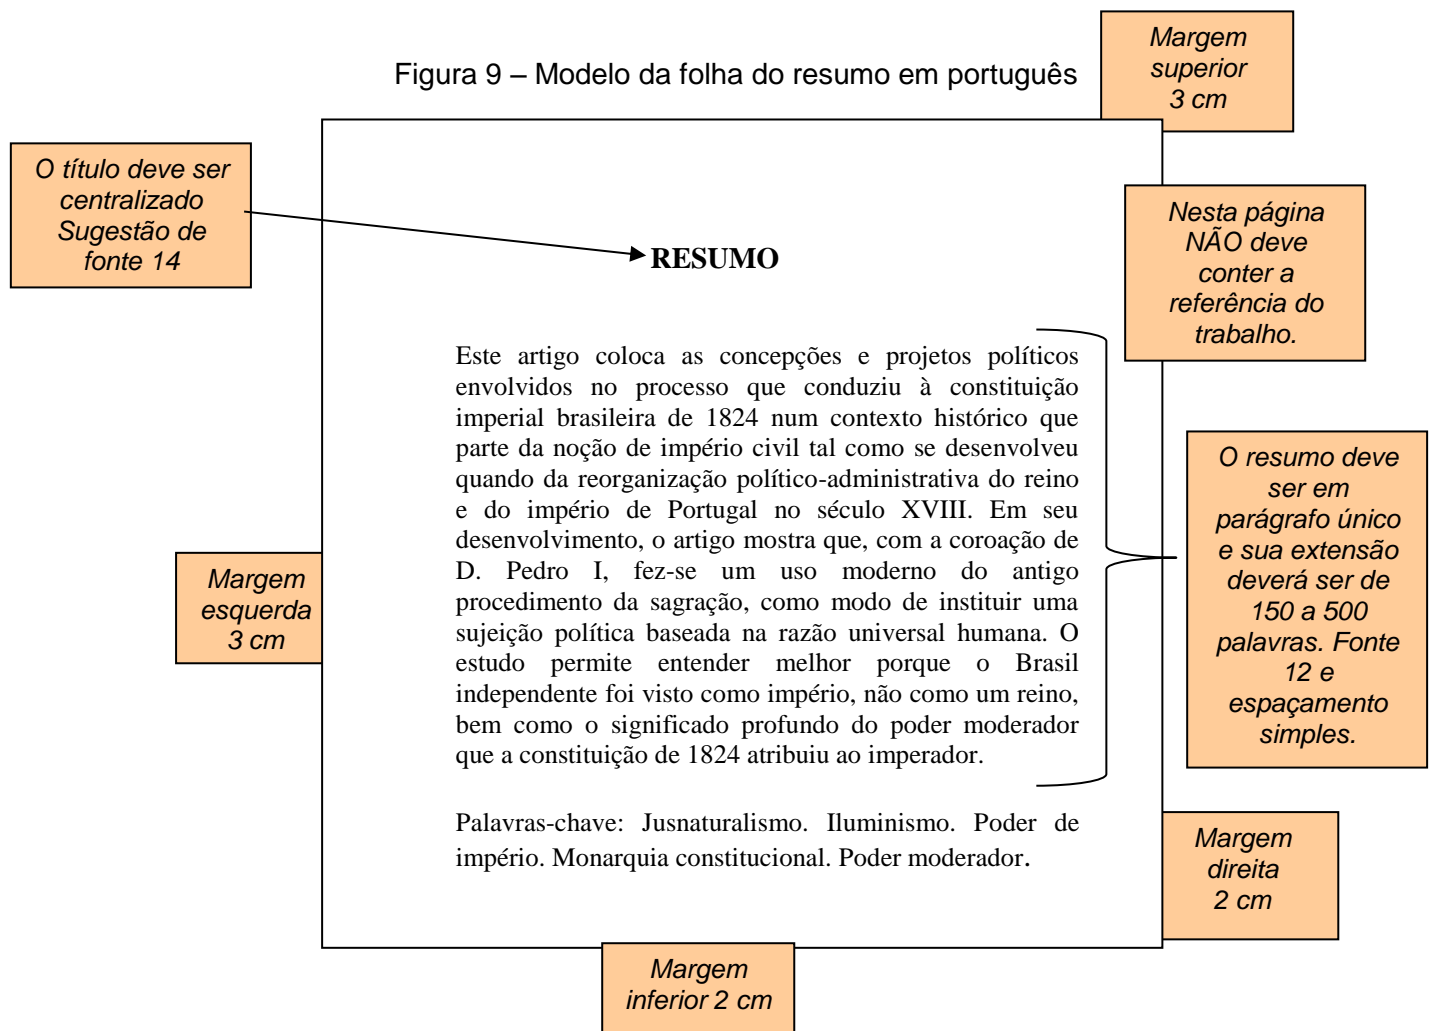 Margem
superior
3 cm
Figura 9 – Modelo da folha do resumo em português
O título deve ser
centralizado
Sugestão de
fonte 14
Nesta página
NÃO deve
conter a
referência do
trabalho.
RESUMO
Este artigo coloca as concepções e projetos políticos
envolvidos no processo que conduziu à constituição
imperial brasileira de 1824 num contexto histórico que
parte da noção de império civil tal como se desenvolveu
quando da reorganização político-administrativa do reino
e do império de Portugal no século XVIII. Em seu
desenvolvimento, o artigo mostra que, com a coroação de
D. Pedro I, fez-se um uso moderno do antigo
procedimento da sagração, como modo de instituir uma
sujeição política baseada na razão universal humana. O
estudo permite entender melhor porque o Brasil
independente foi visto como império, não como um reino,
bem como o significado profundo do poder moderador
que a constituição de 1824 atribuiu ao imperador.
O resumo deve
ser em
parágrafo único
e sua extensão
deverá ser de
150 a 500
palavras. Fonte
12 e
espaçamento
simples.
Margem
esquerda
3 cm
Palavras-chave: Jusnaturalismo. Iluminismo. Poder de
império. Monarquia constitucional. Poder moderador.
Margem
direita
2 cm
Margem
inferior 2 cm